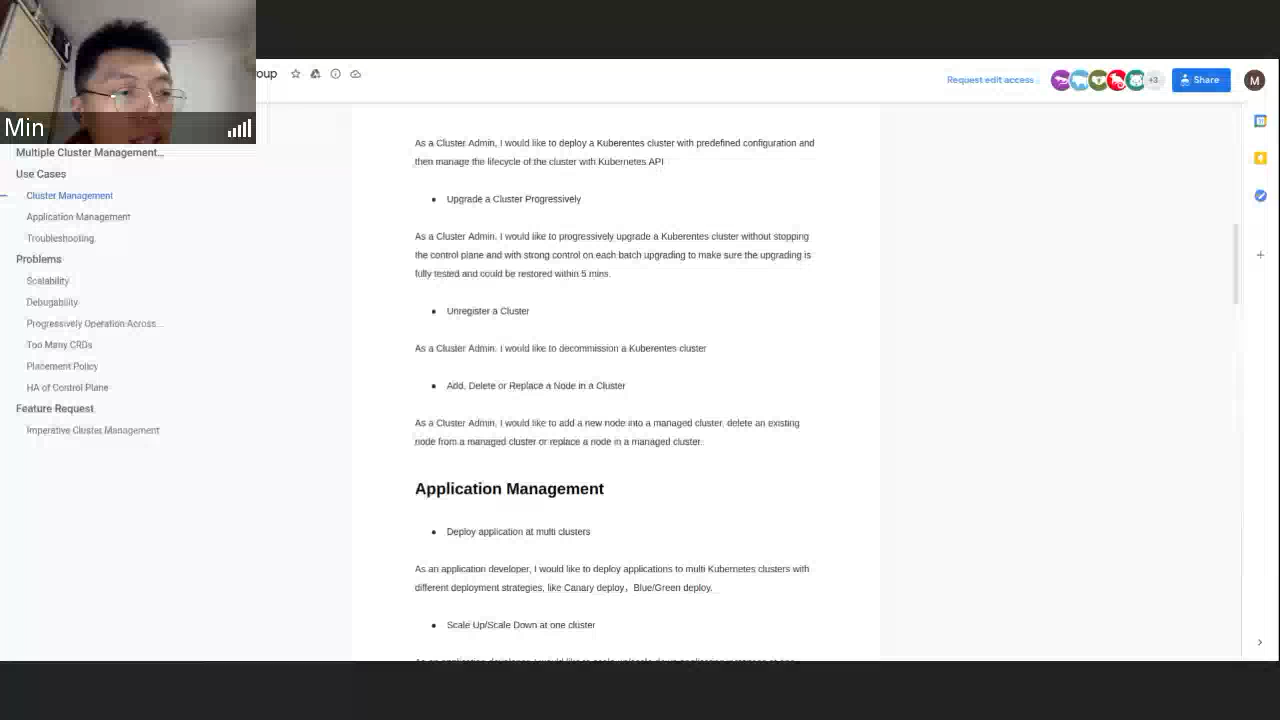 oup
Request edit access
+3
Share
M
Min
Multiple Cluster Management...
Use Cases
Cluster Management
Application Management
Troubleshooting
Problems
Scalability
Debugability
Progressively Operation Across...
Too Many CRDs
Placement Policy
HA of Control Plane
Feature Request
Imperative Cluster Management
As a Cluster Admin, I would like to deploy a Kuberentes cluster with predefined configuration and
then manage the lifecycle of the cluster with Kubernetes API
• Upgrade a Cluster Progressively
As a Cluster Admin, I would like to progressively upgrade a Kuberentes cluster without stopping
the control plane and with strong control on each batch upgrading to make sure the upgrading is
fully tested and could be restored within 5 mins.
• Unregister a Cluster
As a Cluster Admin, I would like to decommission a Kuberentes cluster
• Add, Delete or Replace a Node in a Cluster
As a Cluster Admin, I would like to add a new node into a managed cluster, delete an existing
node from a managed cluster or replace a node in a managed cluster.
Application Management
• Deploy application at multi clusters
As an application developer, I would like to deploy applications to multi Kubernetes clusters with
different deployment strategies, like Canary deploy，Blue/Green deploy.
• Scale Up/Scale Down at one cluster